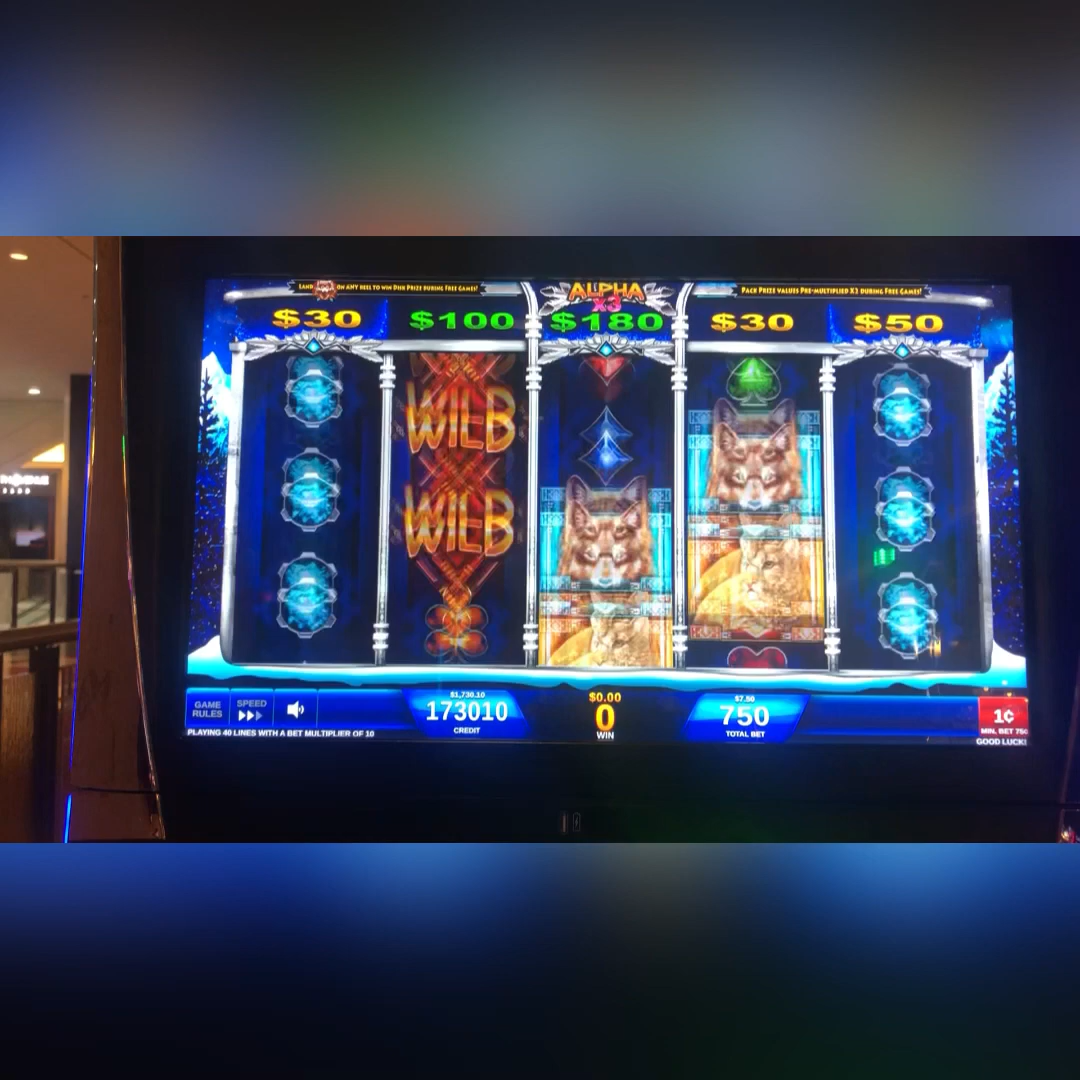 LAND ON ANY REEL TO WIN DISH PRIZE DURING FREE GAMES!
ALPHA
X3
PACK PRIZE VALUES PRE-MULTIPLIED X2 DURING FREE GAMES!
$30
$100
$180
$30
$50
WILD
WILD
GAME
RULES
SPEED
$1,730.10
173010
CREDIT
$0.00
0
WIN
$7.50
750
TOTAL BET
1¢
MIN. BET 75¢
PLAYING 40 LINES WITH A BET MULTIPLIER OF 10
GOOD LUCK!